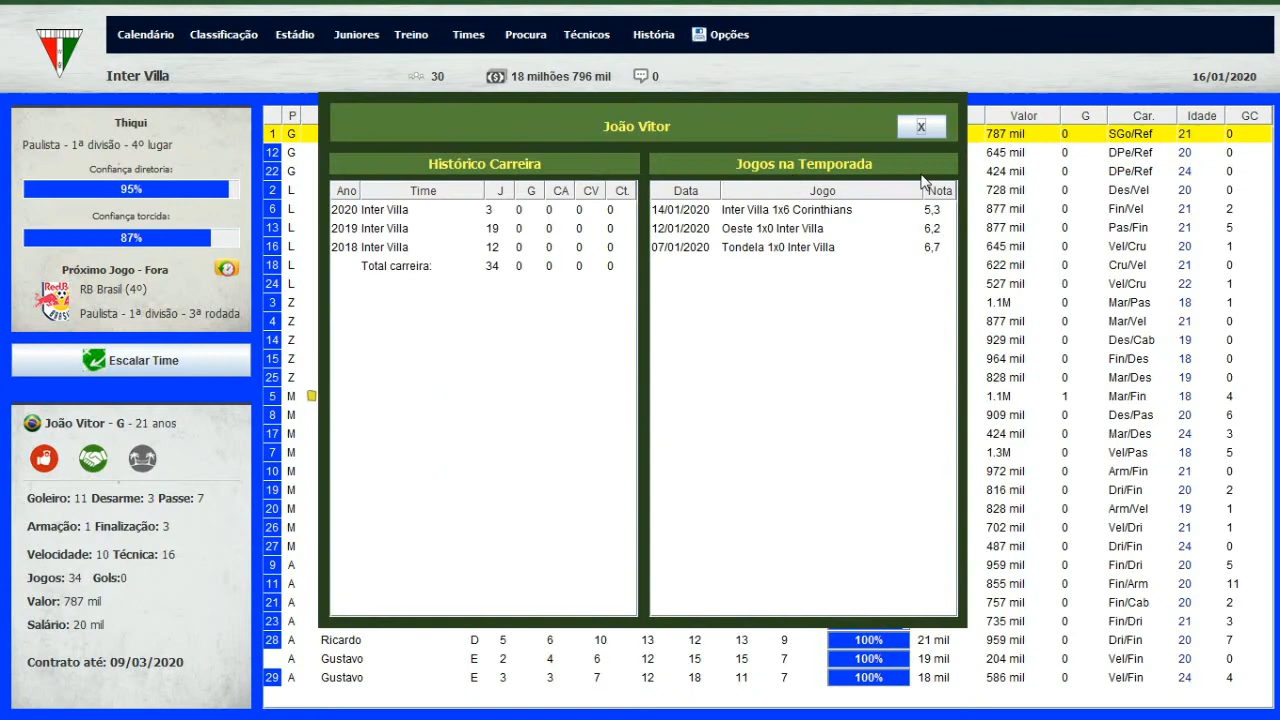 Calendário Classificação Estádio Juniores Treino Times Procura Técnicos História Opções
Inter Villa 30 18 milhões 796 mil 0 16/01/2020
Thiqui
Paulista - 1ª divisão - 4º lugar
Confiança diretoria:
95%
Confiança torcida:
87%
Próximo Jogo - Fora
RB Brasil (4º)
Paulista - 1ª divisão - 3ª rodada
Escalar Time
João Vitor - G - 21 anos
Goleiro: 11 Desarme: 3 Passe: 7
Armação: 1 Finalização: 3
Velocidade: 10 Técnica: 16
Jogos: 34 Gols:0
Valor: 787 mil
Salário: 20 mil
Contrato até: 09/03/2020
João Vitor
X
Histórico Carreira
Ano Time J G CA CV Ct.
2020 Inter Villa 3 0 0 0 0
2019 Inter Villa 19 0 0 0 0
2018 Inter Villa 12 0 0 0 0
Total carreira: 34 0 0 0 0
Jogos na Temporada
Data Jogo Nota
14/01/2020 Inter Villa 1x6 Corinthians 5,3
12/01/2020 Oeste 1x0 Inter Villa 6,2
07/01/2020 Tondela 1x0 Inter Villa 6,7
P Valor G Car. Idade GC
1 G 787 mil 0 SGo/Ref 21 0
12 G 645 mil 0 DPe/Ref 20 0
22 G 424 mil 0 DPe/Ref 24 0
2 L 728 mil 0 Des/Vel 20 0
6 L 877 mil 0 Fin/Vel 21 2
13 L 877 mil 0 Pas/Fin 21 5
16 L 645 mil 0 Vel/Cru 20 1
18 L 622 mil 0 Cru/Vel 21 0
24 L 527 mil 0 Vel/Cru 22 1
3 Z 1.1M 0 Mar/Pas 18 1
4 Z 877 mil 0 Mar/Vel 21 0
14 Z 929 mil 0 Des/Cab 19 0
15 Z 964 mil 0 Fin/Des 18 0
25 Z 828 mil 0 Mar/Des 19 0
5 M 1.1M 1 Mar/Fin 18 4
8 M 909 mil 0 Des/Pas 20 6
17 M 424 mil 0 Mar/Des 24 3
7 M 1.3M 0 Vel/Pas 18 5
10 M 972 mil 0 Arm/Fin 21 0
19 M 816 mil 0 Dri/Fin 20 2
20 M 828 mil 0 Arm/Vel 19 1
26 M 702 mil 0 Vel/Dri 21 1
27 M 487 mil 0 Dri/Fin 24 0
9 A 959 mil 0 Fin/Dri 20 5
11 A 855 mil 0 Fin/Arm 20 11
21 A 757 mil 0 Fin/Cab 20 2
23 A 735 mil 0 Fin/Dri 21 3
28 A Ricardo D 5 6 10 13 12 13 9 100% 21 mil 959 mil 0 Dri/Fin 20 7
A Gustavo E 2 4 6 12 15 15 7 100% 19 mil 204 mil 0 Vel/Fin 20 0
29 A Gustavo E 3 3 7 12 18 11 7 100% 18 mil 586 mil 0 Vel/Fin 24 4